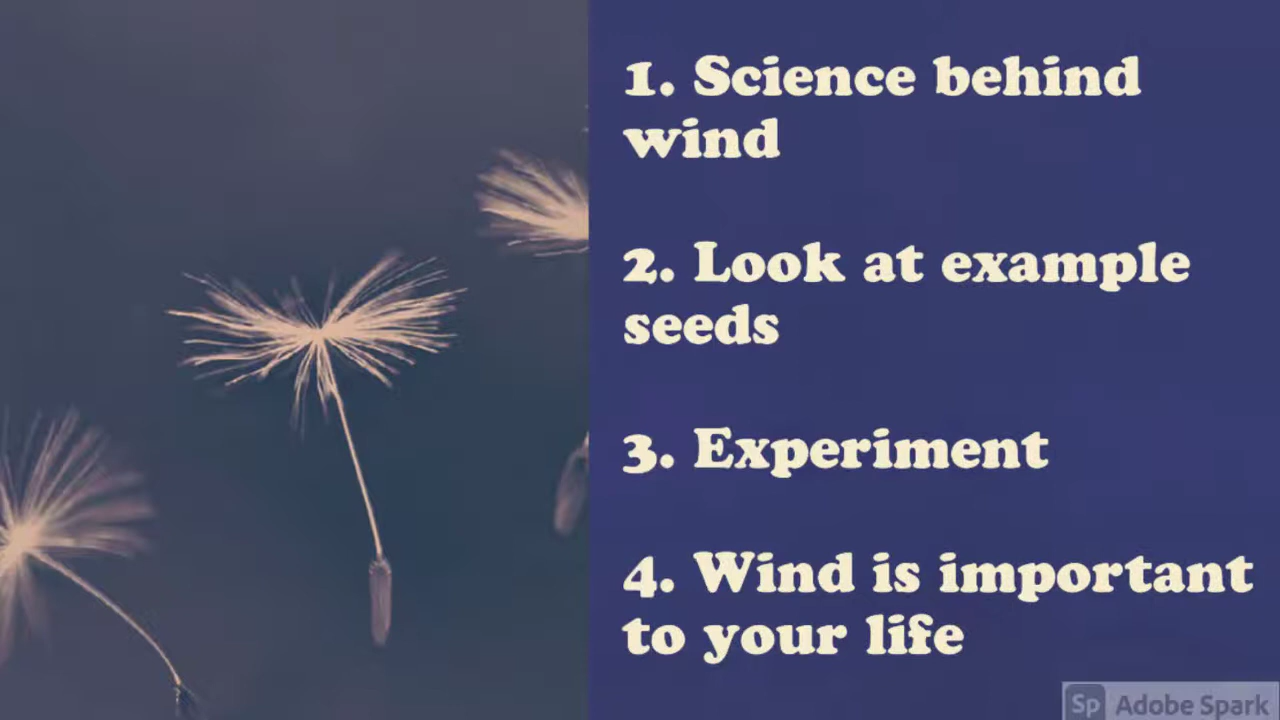 1. Science behind
wind
2. Look at example
seeds
3. Experiment
4. Wind is important
to your life
Sp Adobe Spark